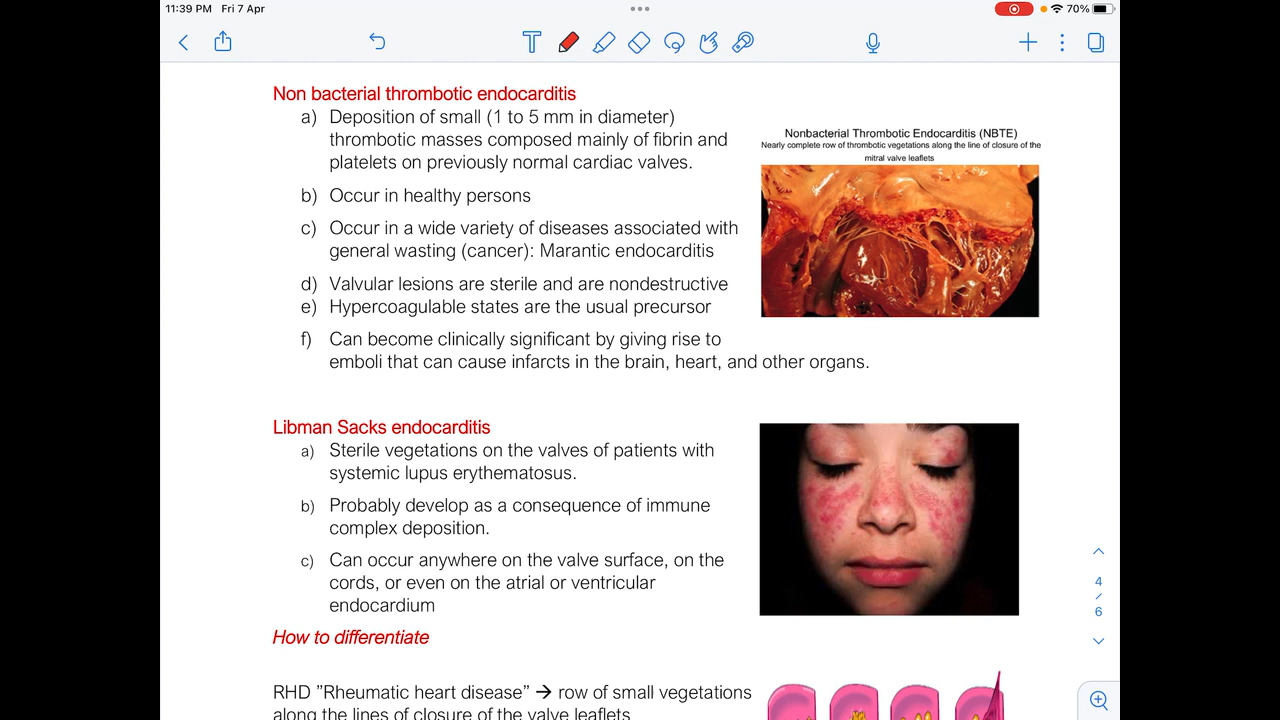 11:39 PM Fri 7 Apr
70%
Non bacterial thrombotic endocarditis
a) Deposition of small (1 to 5 mm in diameter)
thrombotic masses composed mainly of fibrin and
platelets on previously normal cardiac valves.
b) Occur in healthy persons
c) Occur in a wide variety of diseases associated with
general wasting (cancer): Marantic endocarditis
d) Valvular lesions are sterile and are nondestructive
e) Hypercoagulable states are the usual precursor
f) Can become clinically significant by giving rise to
emboli that can cause infarcts in the brain, heart, and other organs.
Nonbacterial Thrombotic Endocarditis (NBTE)
Nearly complete row of thrombotic vegetations along the line of closure of the
mitral valve leaflets
Libman Sacks endocarditis
a) Sterile vegetations on the valves of patients with
systemic lupus erythematosus.
b) Probably develop as a consequence of immune
complex deposition.
c) Can occur anywhere on the valve surface, on the
cords, or even on the atrial or ventricular
endocardium
How to differentiate
RHD ”Rheumatic heart disease” → row of small vegetations
along the lines of closure of the valve leaflets
4
/
6